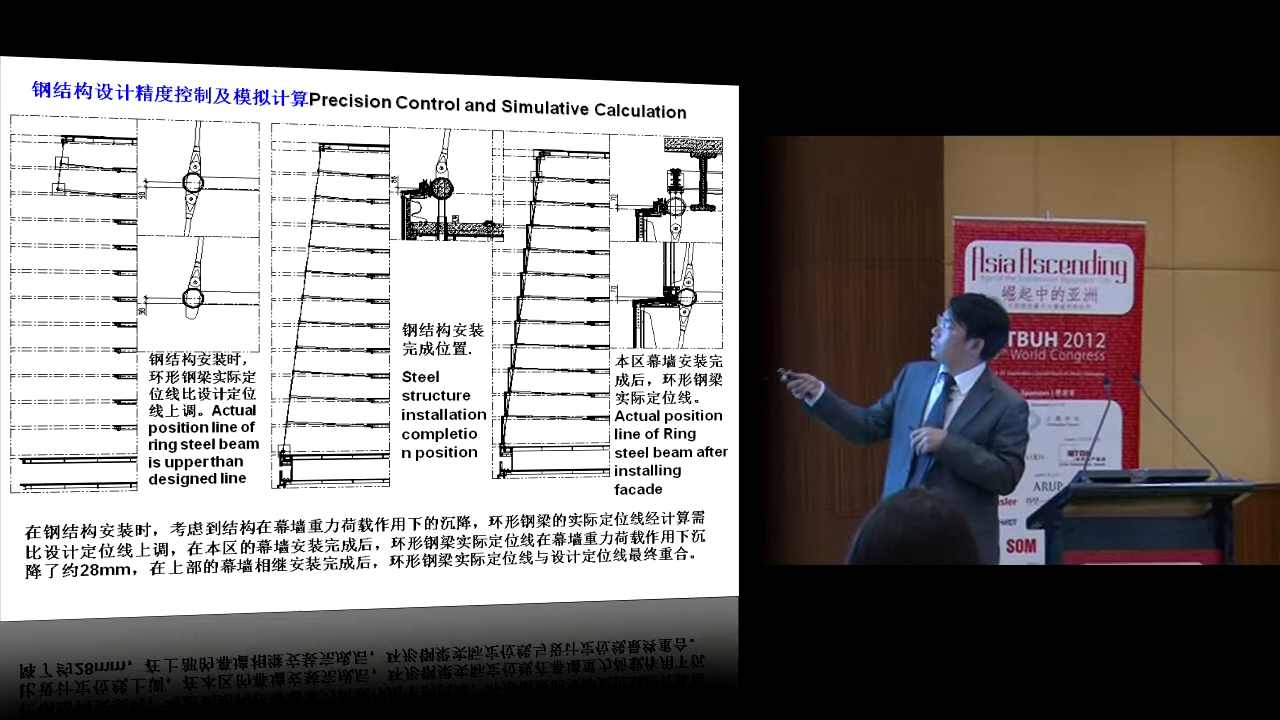 钢结构设计精度控制及模拟计算Precision Control and Simulative Calculation
钢结构安装时，
环形钢梁实际定
位线比设计定位
线上调。Actual
position line of
ring steel beam
is upper than
designed line
钢结构安装
完成位置.
Steel
structure
installation
completio
n position
本区幕墙安装完
成后，环形钢梁
实际定位线。
Actual position
line of Ring
steel beam after
installing
facade
在钢结构安装时，考虑到结构在幕墙重力荷载作用下的沉降，环形钢梁的实际定位线经计算需
比设计定位线上调，在本区的幕墙安装完成后，环形钢梁实际定位线在幕墙重力荷载作用下沉
降了约28mm，在上部的幕墙相继安装完成后，环形钢梁实际定位线与设计定位线最终重合。
Asia Ascending
崛起中的亚洲
TBUH 2012
World Congress
ARUP
SOM